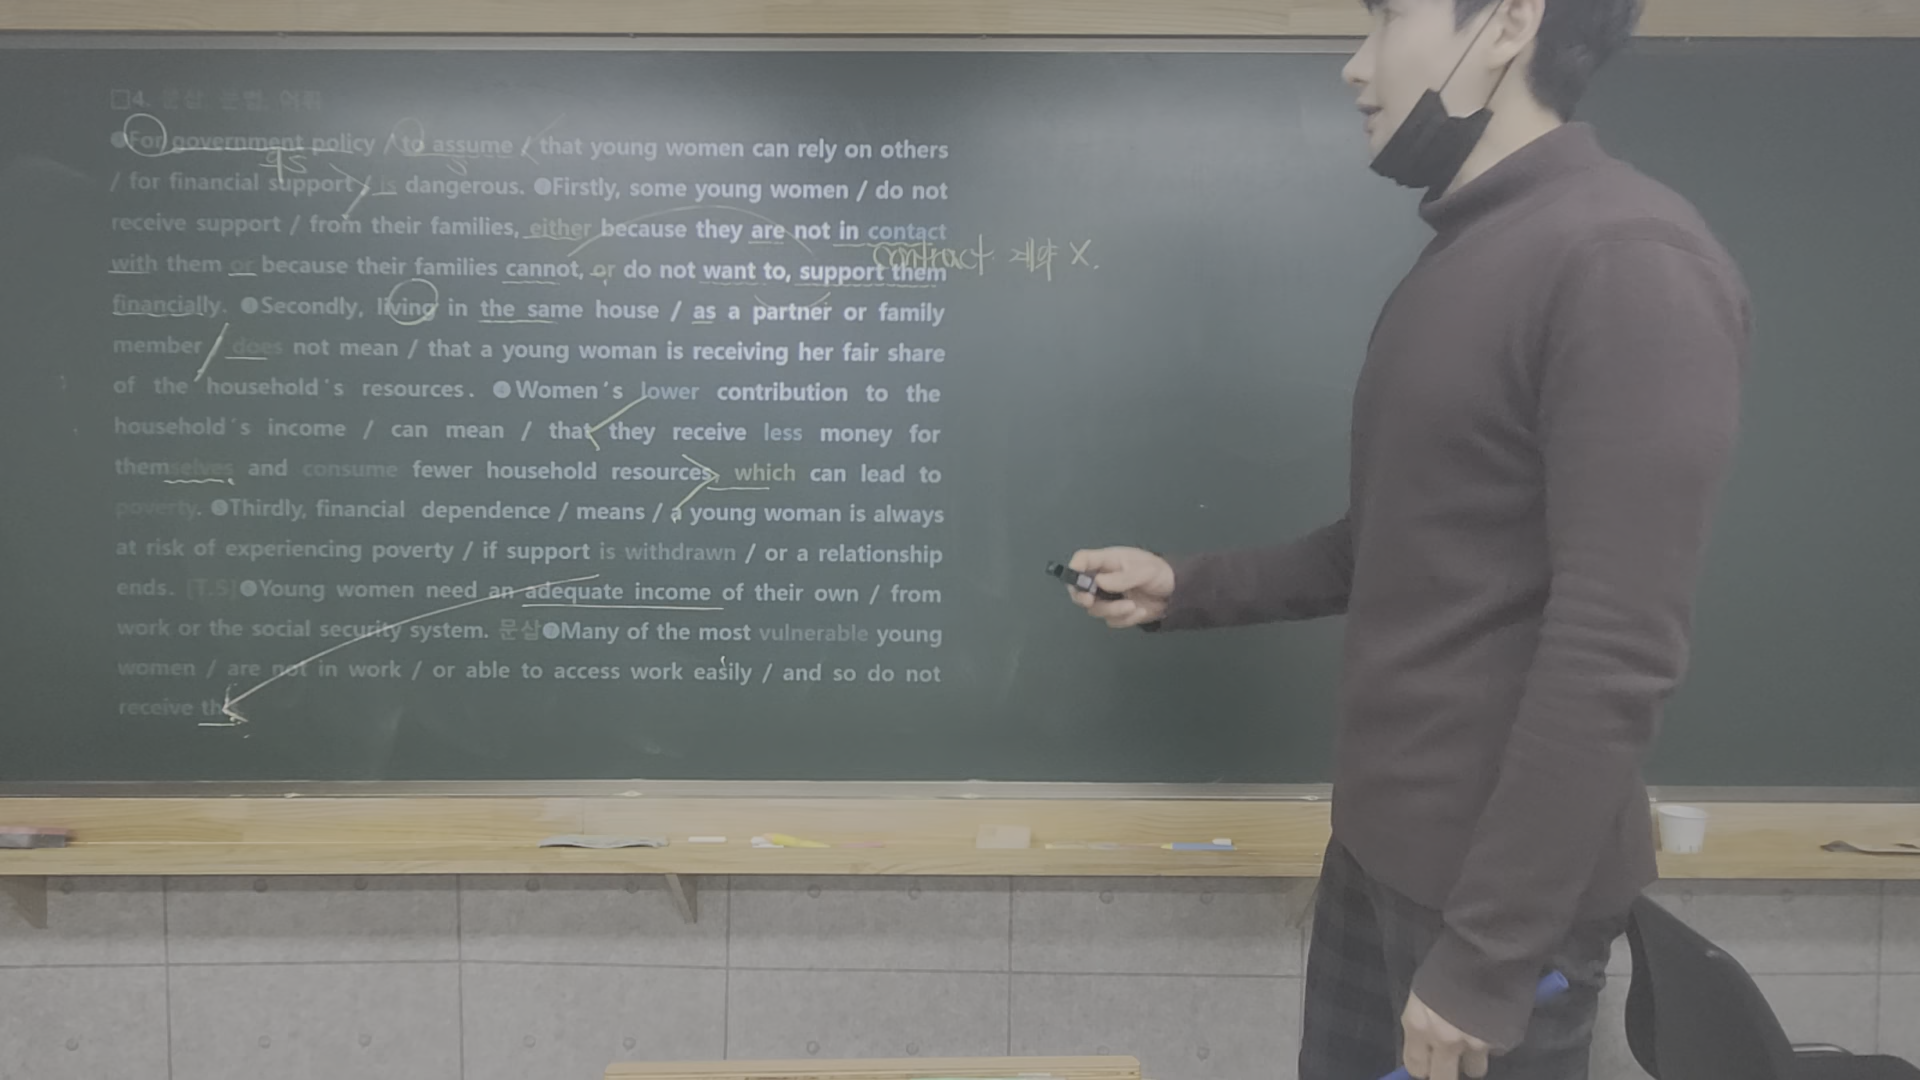 □4. 문삽. 문법. 어휘
●For government policy / to assume / that young women can rely on others
/ for financial support / is dangerous. ●Firstly, some young women / do not
receive support / from their families, either because they are not in contact
with them or because their families cannot, or do not want to, support them
contract 계약 X.
financially. ●Secondly, living in the same house / as a partner or family
member / does not mean / that a young woman is receiving her fair share
of the household's resources. ●Women's lower contribution to the
household's income / can mean / that they receive less money for
themselves and consume fewer household resources, which can lead to
poverty. ●Thirdly, financial dependence / means / a young woman is always
at risk of experiencing poverty / if support is withdrawn / or a relationship
ends. [T.5]●Young women need an adequate income of their own / from
work or the social security system. 문삽●Many of the most vulnerable young
women / are not in work / or able to access work easily / and so do not
receive